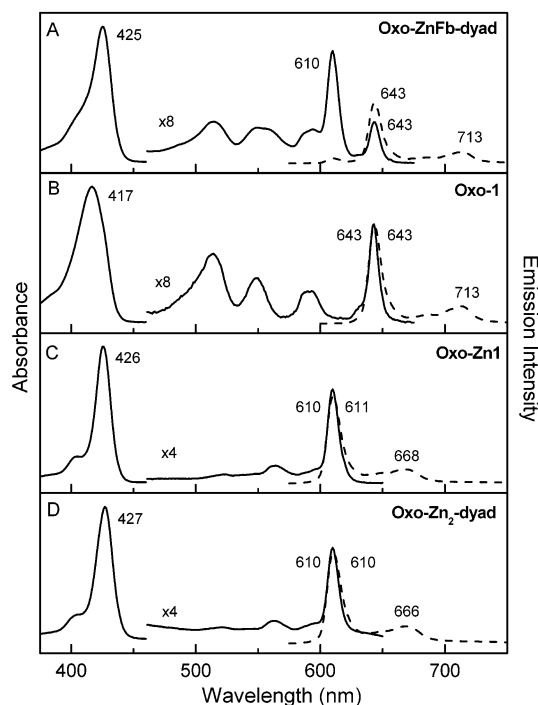 A
Oxo-ZnFb-dyad
425
610
x8
643
643
713
B
Oxo-1
417
643 643
x8
713
C
Oxo-Zn1
426
610 611
x4
668
D
Oxo-Zn2-dyad
427
610 610
x4
666
400 500 600 700
Wavelength (nm)
Absorbance
Emission Intensity